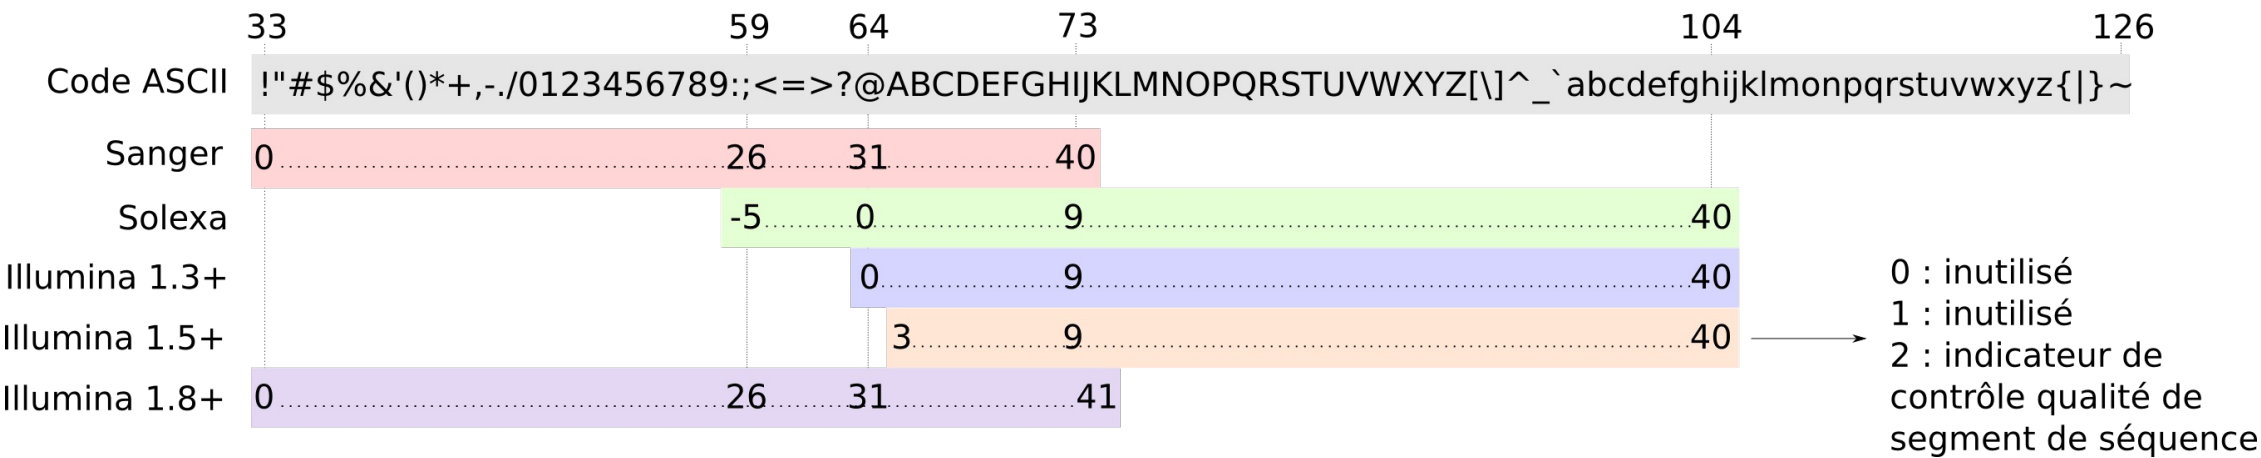 33 59 64 73 104 126
Code ASCII !"#$%&'()*+,-./0123456789:;<=>?@ABCDEFGHIJKLMNOPQRSTUVWXYZ[\]^_`abcdefghijklmonpqrstuvwxyz{|}~
Sanger 0 26 31 40
Solexa -5 0 9 40
Illumina 1.3+ 0 9 40
Illumina 1.5+ 3 9 40
Illumina 1.8+ 0 26 31 41
0 : inutilisé
1 : inutilisé
2 : indicateur de
contrôle qualité de
segment de séquence